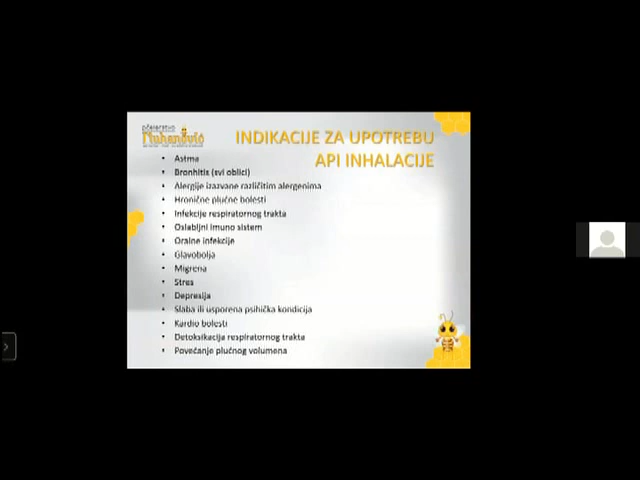 pčelarstvo
Muhanović
INDIKACIJE ZA UPOTREBU
API INHALACIJE
• Astma
• Bronhitis (svi oblici)
• Alergije izazvane različitim alergenima
• Hronične plućne bolesti
• Infekcije respiratornog trakta
• Oslabljni imuno sistem
• Oralne infekcije
• Glavobolja
• Migrena
• Stres
• Depresija
• Slaba ili usporena psihička kondicija
• Kardio bolesti
• Detoksikacija respiratornog trakta
• Povećanje plućnog volumena